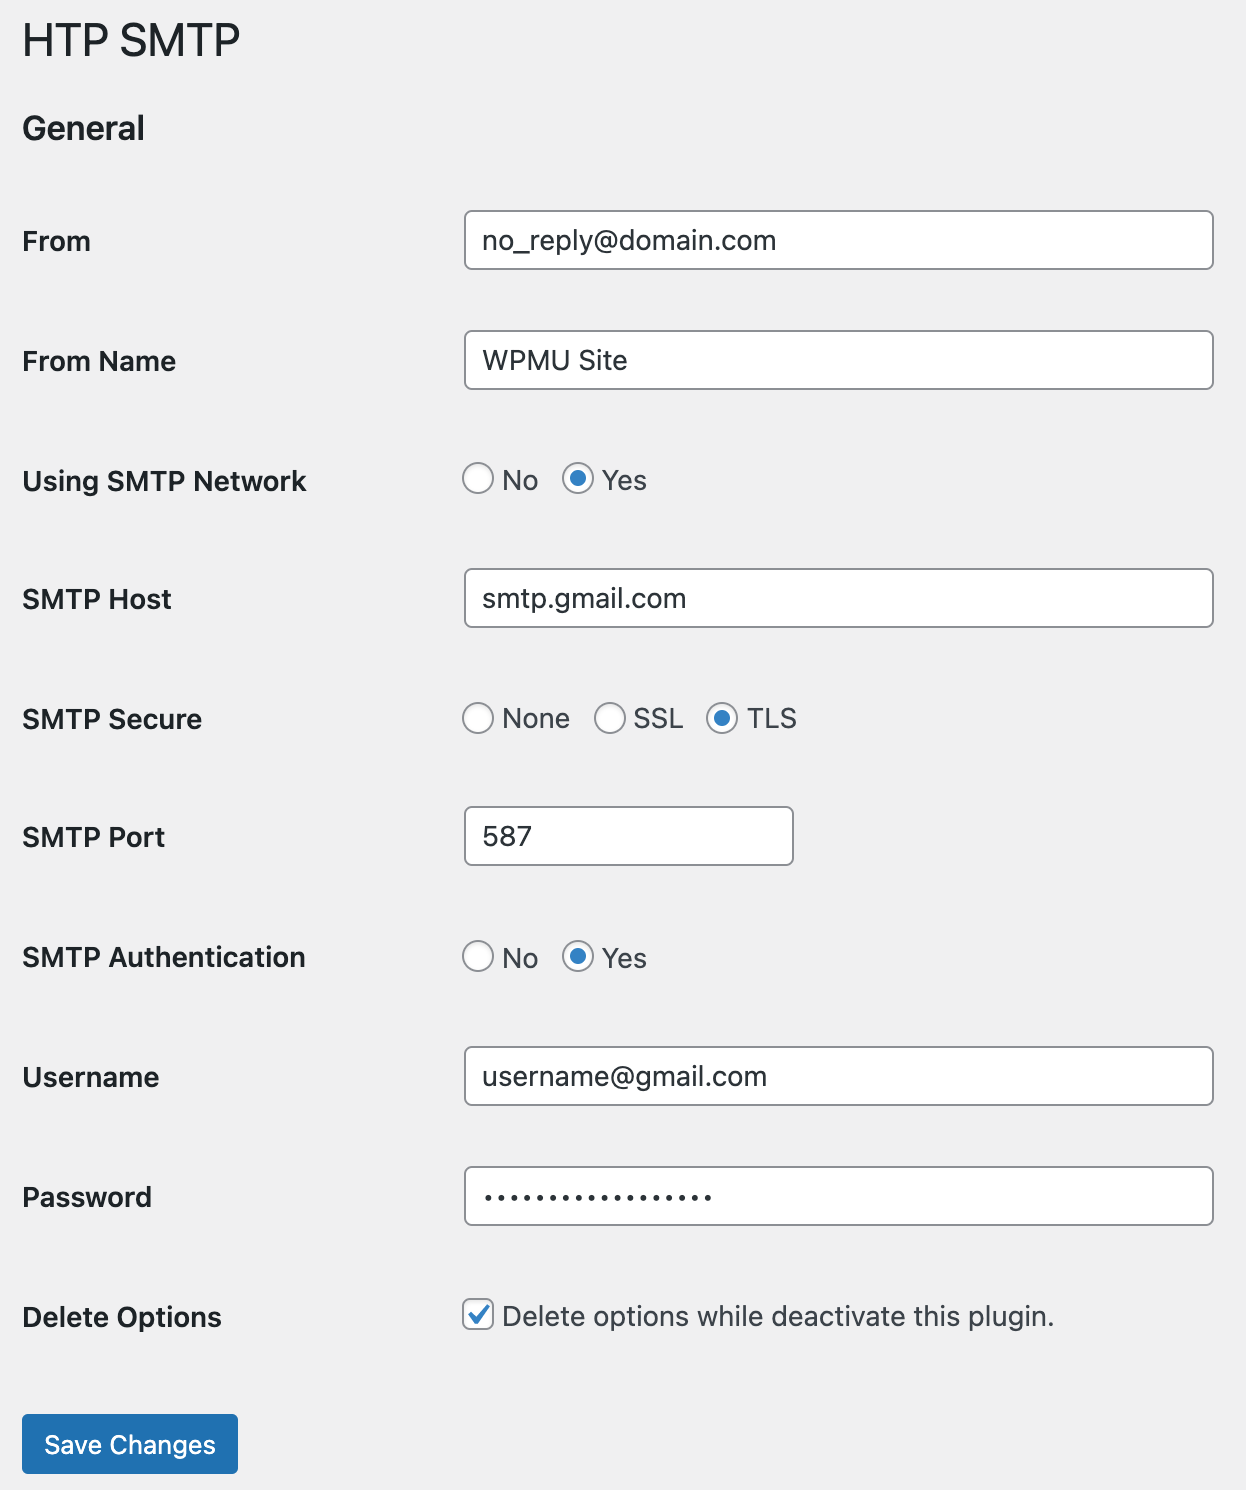 HTP SMTP
General
From no_reply@domain.com
From Name WPMU Site
Using SMTP Network No Yes
SMTP Host smtp.gmail.com
SMTP Secure None SSL TLS
SMTP Port 587
SMTP Authentication No Yes
Username username@gmail.com
Password ••••••••••••••••••
Delete Options Delete options while deactivate this plugin.
Save Changes